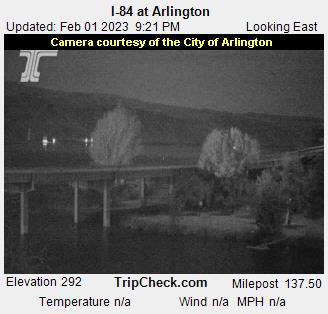 I-84 at Arlington
Updated: Feb 01 2023 9:21 PM Looking East
Camera courtesy of the City of Arlington
Elevation 292 TripCheck.com Milepost 137.50
Temperature n/a Wind n/a MPH n/a